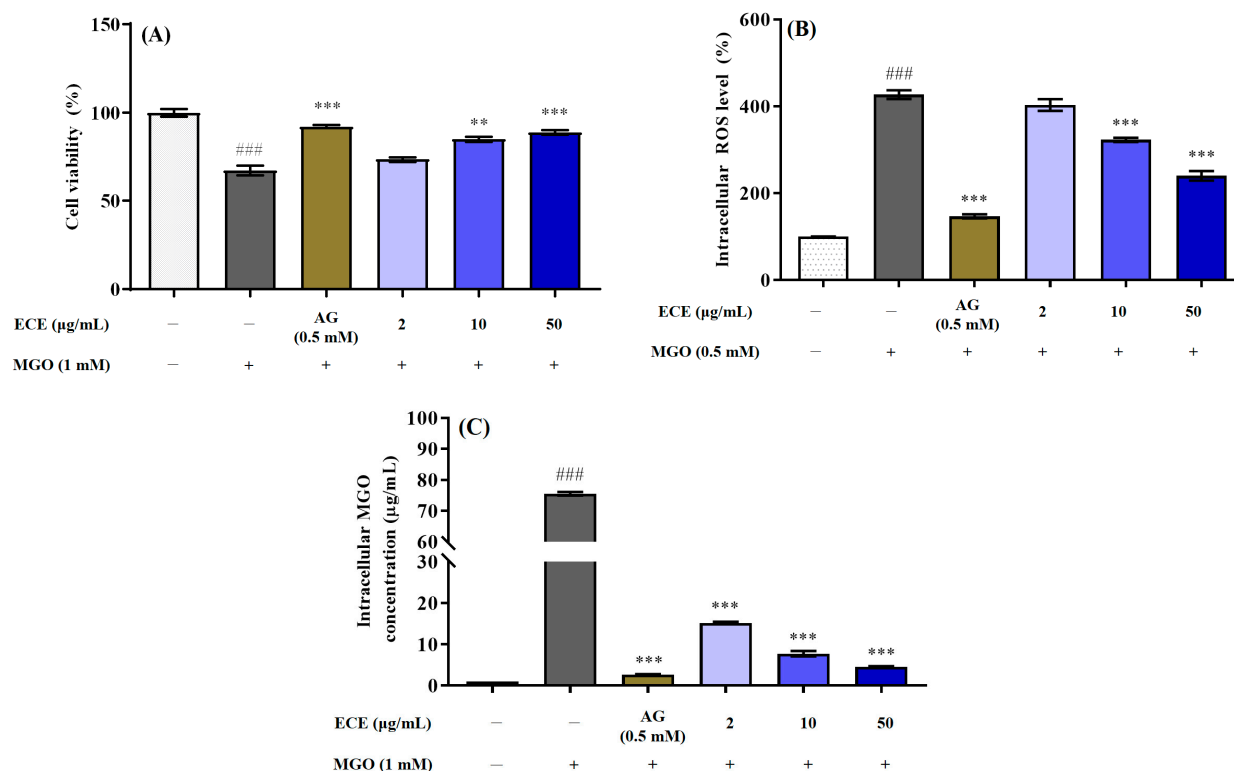 (A)
Cell viability (%)
150
100
50
0
###
***
**
***
ECE (μg/mL) – – AG (0.5 mM) 2 10 50
MGO (1 mM) – + + + + +
(B)
Intracellular ROS level (%)
600
400
200
0
###
***
***
***
ECE (μg/mL) – – AG (0.5 mM) 2 10 50
MGO (0.5 mM) – + + + + +
(C)
Intracellular MGO
concentration (μg/mL)
100
90
80
70
60
30
20
10
0
###
***
***
***
***
ECE (μg/mL) – – AG (0.5 mM) 2 10 50
MGO (1 mM) – + + + + +